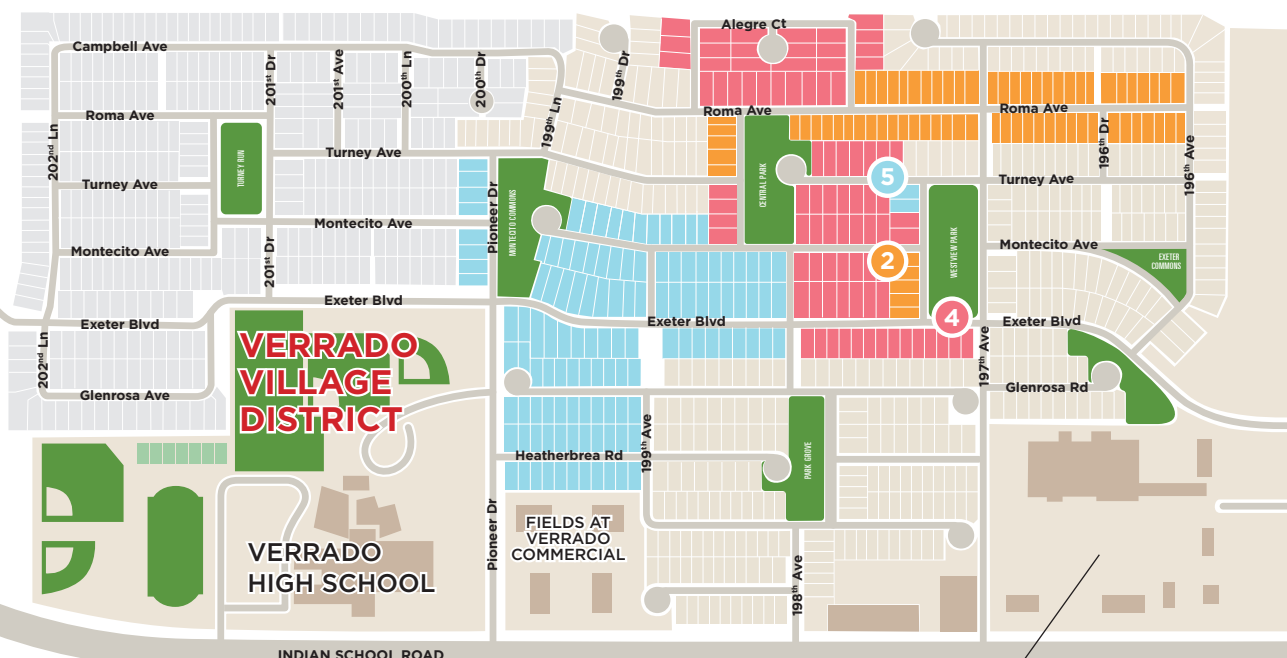 Alegre Ct
Campbell Ave
201st Dr
201st Ave
200th Ln
200th Dr
199th Ln
199th Dr
Roma Ave
Roma Ave
Roma Ave
202nd Ln
TURNEY RUN
Turney Ave
Turney Ave
Turney Ave
CENTRAL PARK
5
196th Dr
196th Ave
Pioneer Dr
MONTECITO COMMONS
Montecito Ave
Montecito Ave
Montecito Ave
WESTVIEW PARK
EXETER
COMMONS
201st Dr
2
Exeter Blvd
Exeter Blvd
Exeter Blvd
Exeter Blvd
4
202nd Ln
VERRADO
VILLAGE
DISTRICT
197th Ave
Glenrosa Ave
Glenrosa Rd
Heatherbrea Rd
199th Ave
PARK GROVE
Pioneer Dr
FIELDS AT
VERRADO
COMMERCIAL
VERRADO
HIGH SCHOOL
198th Ave
INDIAN SCHOOL ROAD